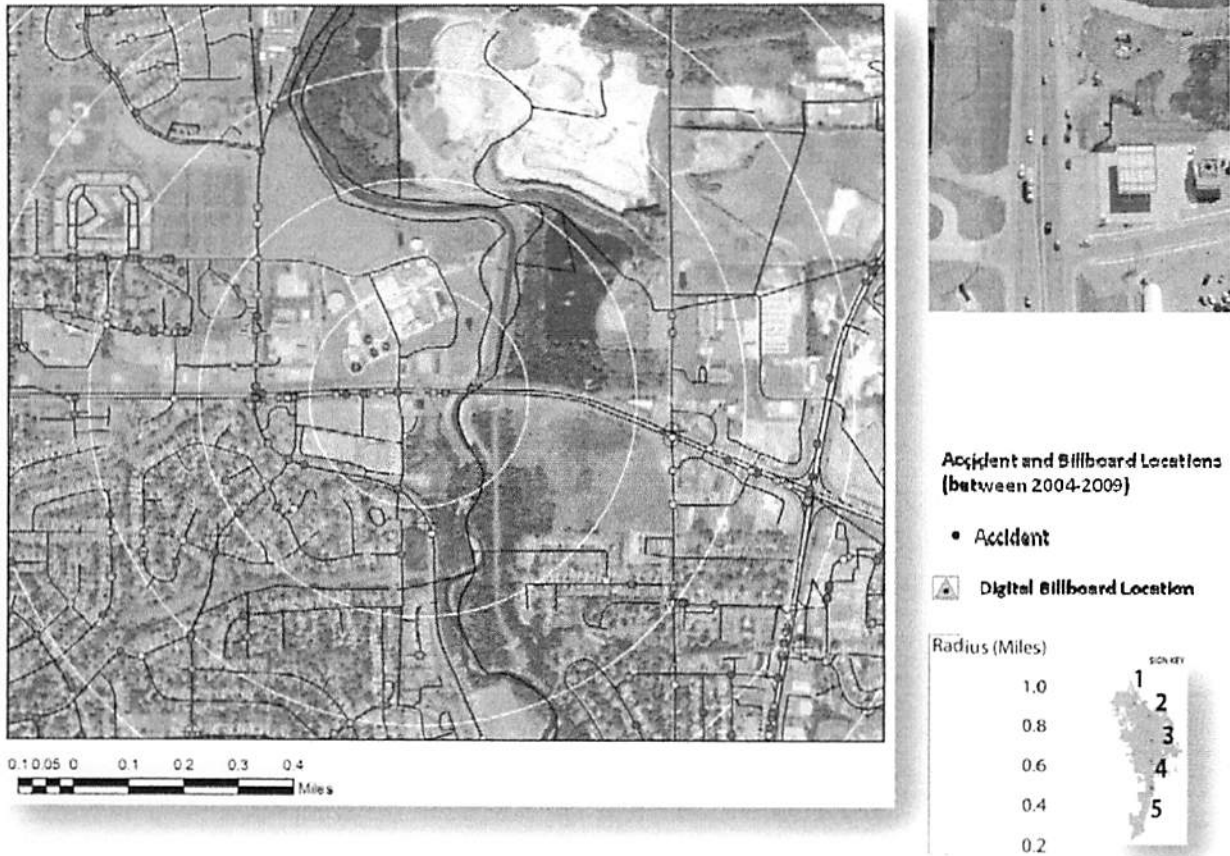 0.1 0.05 0 0.1 0.2 0.3 0.4
Miles
Accident and Billboard Locations
(between 2004-2009)
Accident
Digital Billboard Location
Radius (Miles)
1.0
0.8
0.6
0.4
0.2
SIGN KEY
1
2
3
4
5